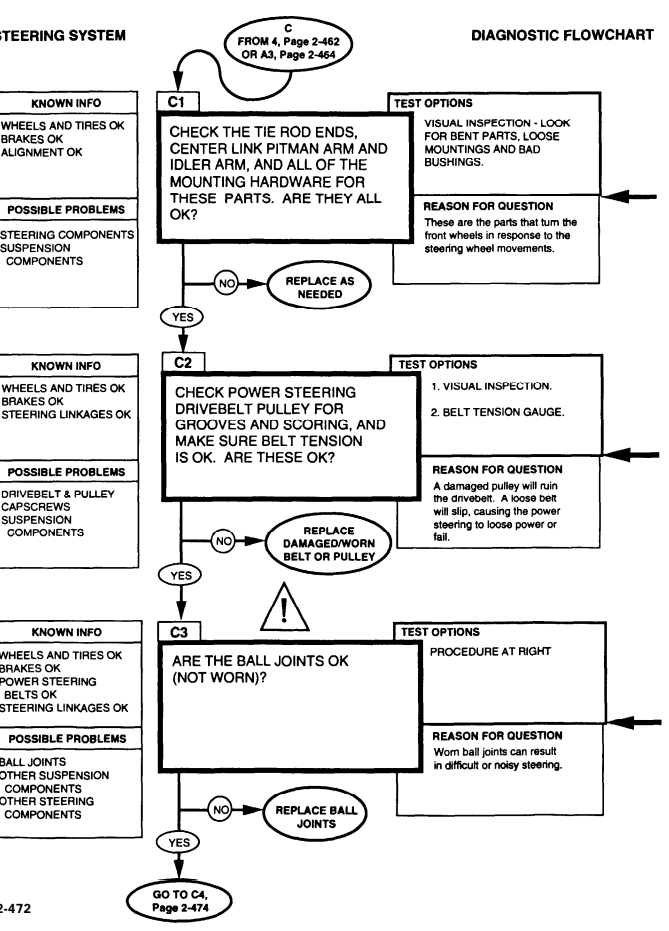 STEERING SYSTEM
DIAGNOSTIC FLOWCHART
C
FROM 4, Page 2-462
OR A3, Page 2-464
KNOWN INFO
WHEELS AND TIRES OK
BRAKES OK
ALIGNMENT OK
POSSIBLE PROBLEMS
STEERING COMPONENTS
SUSPENSION
COMPONENTS
C1
CHECK THE TIE ROD ENDS,
CENTER LINK PITMAN ARM AND
IDLER ARM, AND ALL OF THE
MOUNTING HARDWARE FOR
THESE PARTS. ARE THEY ALL
OK?
TEST OPTIONS
VISUAL INSPECTION - LOOK
FOR BENT PARTS, LOOSE
MOUNTINGS AND BAD
BUSHINGS.
REASON FOR QUESTION
These are the parts that turn the
front wheels in response to the
steering wheel movements.
NO
REPLACE AS
NEEDED
YES
KNOWN INFO
WHEELS AND TIRES OK
BRAKES OK
STEERING LINKAGES OK
POSSIBLE PROBLEMS
DRIVEBELT & PULLEY
CAPSCREWS
SUSPENSION
COMPONENTS
C2
CHECK POWER STEERING
DRIVEBELT PULLEY FOR
GROOVES AND SCORING, AND
MAKE SURE BELT TENSION
IS OK. ARE THESE OK?
TEST OPTIONS
1. VISUAL INSPECTION.
2. BELT TENSION GAUGE.
REASON FOR QUESTION
A damaged pulley will ruin
the drivebelt. A loose belt
will slip, causing the power
steering to loose power or
fail.
NO
REPLACE
DAMAGED/WORN
BELT OR PULLEY
YES
!
KNOWN INFO
WHEELS AND TIRES OK
BRAKES OK
POWER STEERING
BELTS OK
STEERING LINKAGES OK
POSSIBLE PROBLEMS
BALL JOINTS
OTHER SUSPENSION
COMPONENTS
OTHER STEERING
COMPONENTS
C3
ARE THE BALL JOINTS OK
(NOT WORN)?
TEST OPTIONS
PROCEDURE AT RIGHT
REASON FOR QUESTION
Worn ball joints can result
in difficult or noisy steering.
NO
REPLACE BALL
JOINTS
YES
GO TO C4,
Page 2-474
2-472